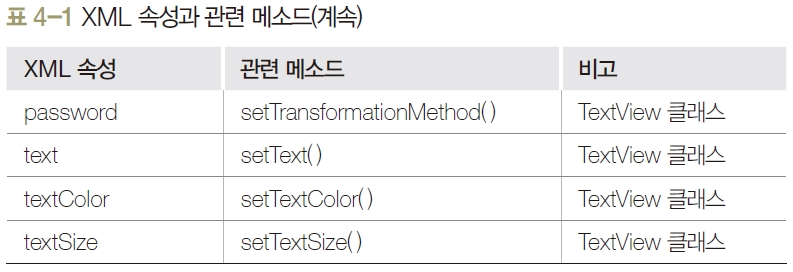 표 4-1 XML 속성과 관련 메소드(계속)
XML 속성 관련 메소드 비고
password setTransformationMethod( ) TextView 클래스
text setText( ) TextView 클래스
textColor setTextColor( ) TextView 클래스
textSize setTextSize( ) TextView 클래스